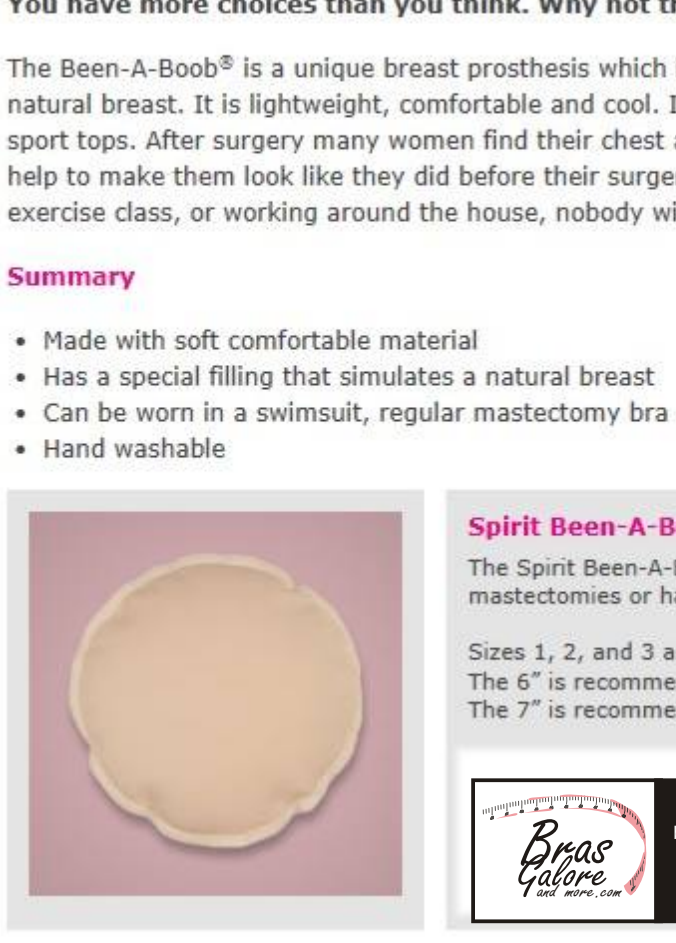 You have more choices than you think. Why not
The Been-A-Boob® is a unique breast prosthesis which
natural breast. It is lightweight, comfortable and cool.
sport tops. After surgery many women find their chest
help to make them look like they did before their
exercise class, or working around the house, nobody
Summary
• Made with soft comfortable material
• Has a special filling that simulates a natural breast
• Can be worn in a swimsuit, regular mastectomy bra
• Hand washable
Spirit Been-A-B
The Spirit Been-A-
mastectomies or
Sizes 1, 2, and 3
The 6" is
The 7" is
Bras
Galore
and more.com